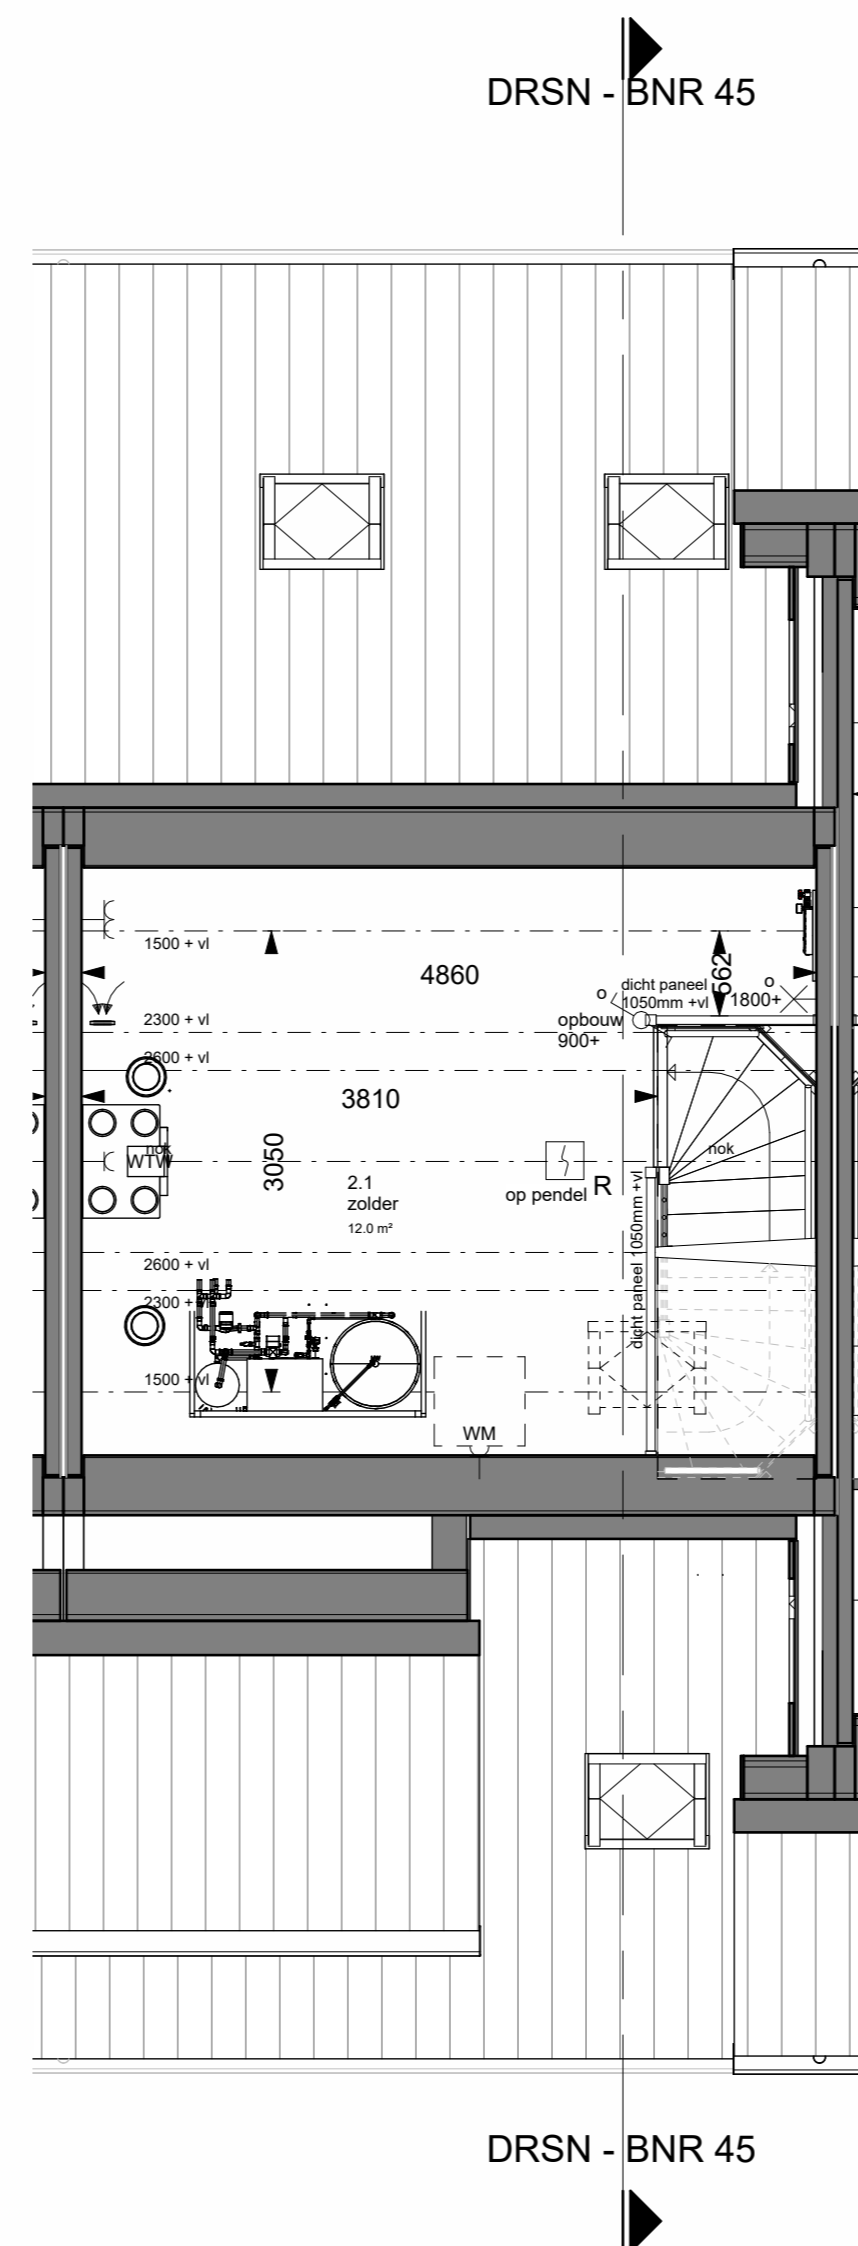 DRSN - BNR 45
1500 + vl
4860
562
dicht paneel
1050mm +vl
o
o
1800+
opbouw
900+
2300 + vl
2600 + vl
3810
nok
WTW
3050
2.1
zolder
12.0 m²
op pendel
R
nok
dicht paneel 1050mm +vl
2600 + vl
2300 + vl
1500 + vl
WM
DRSN - BNR 45